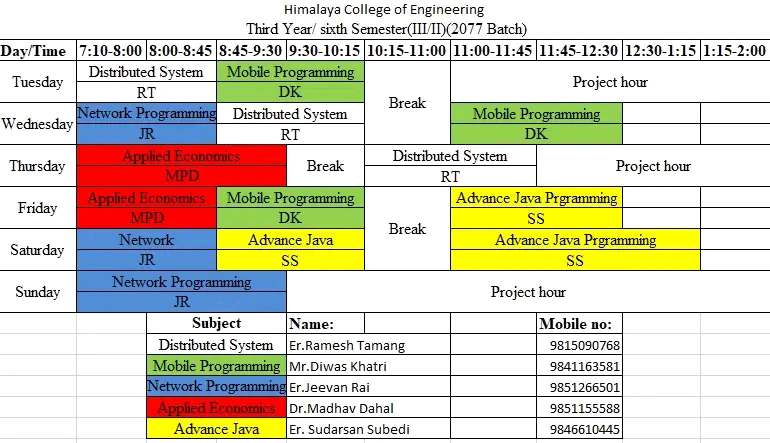 Himalaya College of Engineering
Third Year/ sixth Semester(III/II)(2077 Batch)
Day/Time 7:10-8:00 8:00-8:45 8:45-9:30 9:30-10:15 10:15-11:00 11:00-11:45 11:45-12:30 12:30-1:15 1:15-2:00
Tuesday Distributed System Mobile Programming Break Project hour
RT DK
Wednesday Network Programming Distributed System Mobile Programming
JR RT DK
Thursday Applied Economics Break Distributed System Project hour
MPD RT
Friday Applied Economics Mobile Programming Break Advance Java Prgramming
MPD DK SS
Saturday Network Advance Java Advance Java Prgramming
JR SS SS
Sunday Network Programming Project hour
JR
Subject Name: Mobile no:
Distributed System Er.Ramesh Tamang 9815090768
Mobile Programming Mr.Diwas Khatri 9841163581
Network Programming Er.Jeevan Rai 9851266501
Applied Economics Dr.Madhav Dahal 9851155588
Advance Java Er. Sudarsan Subedi 9846610445